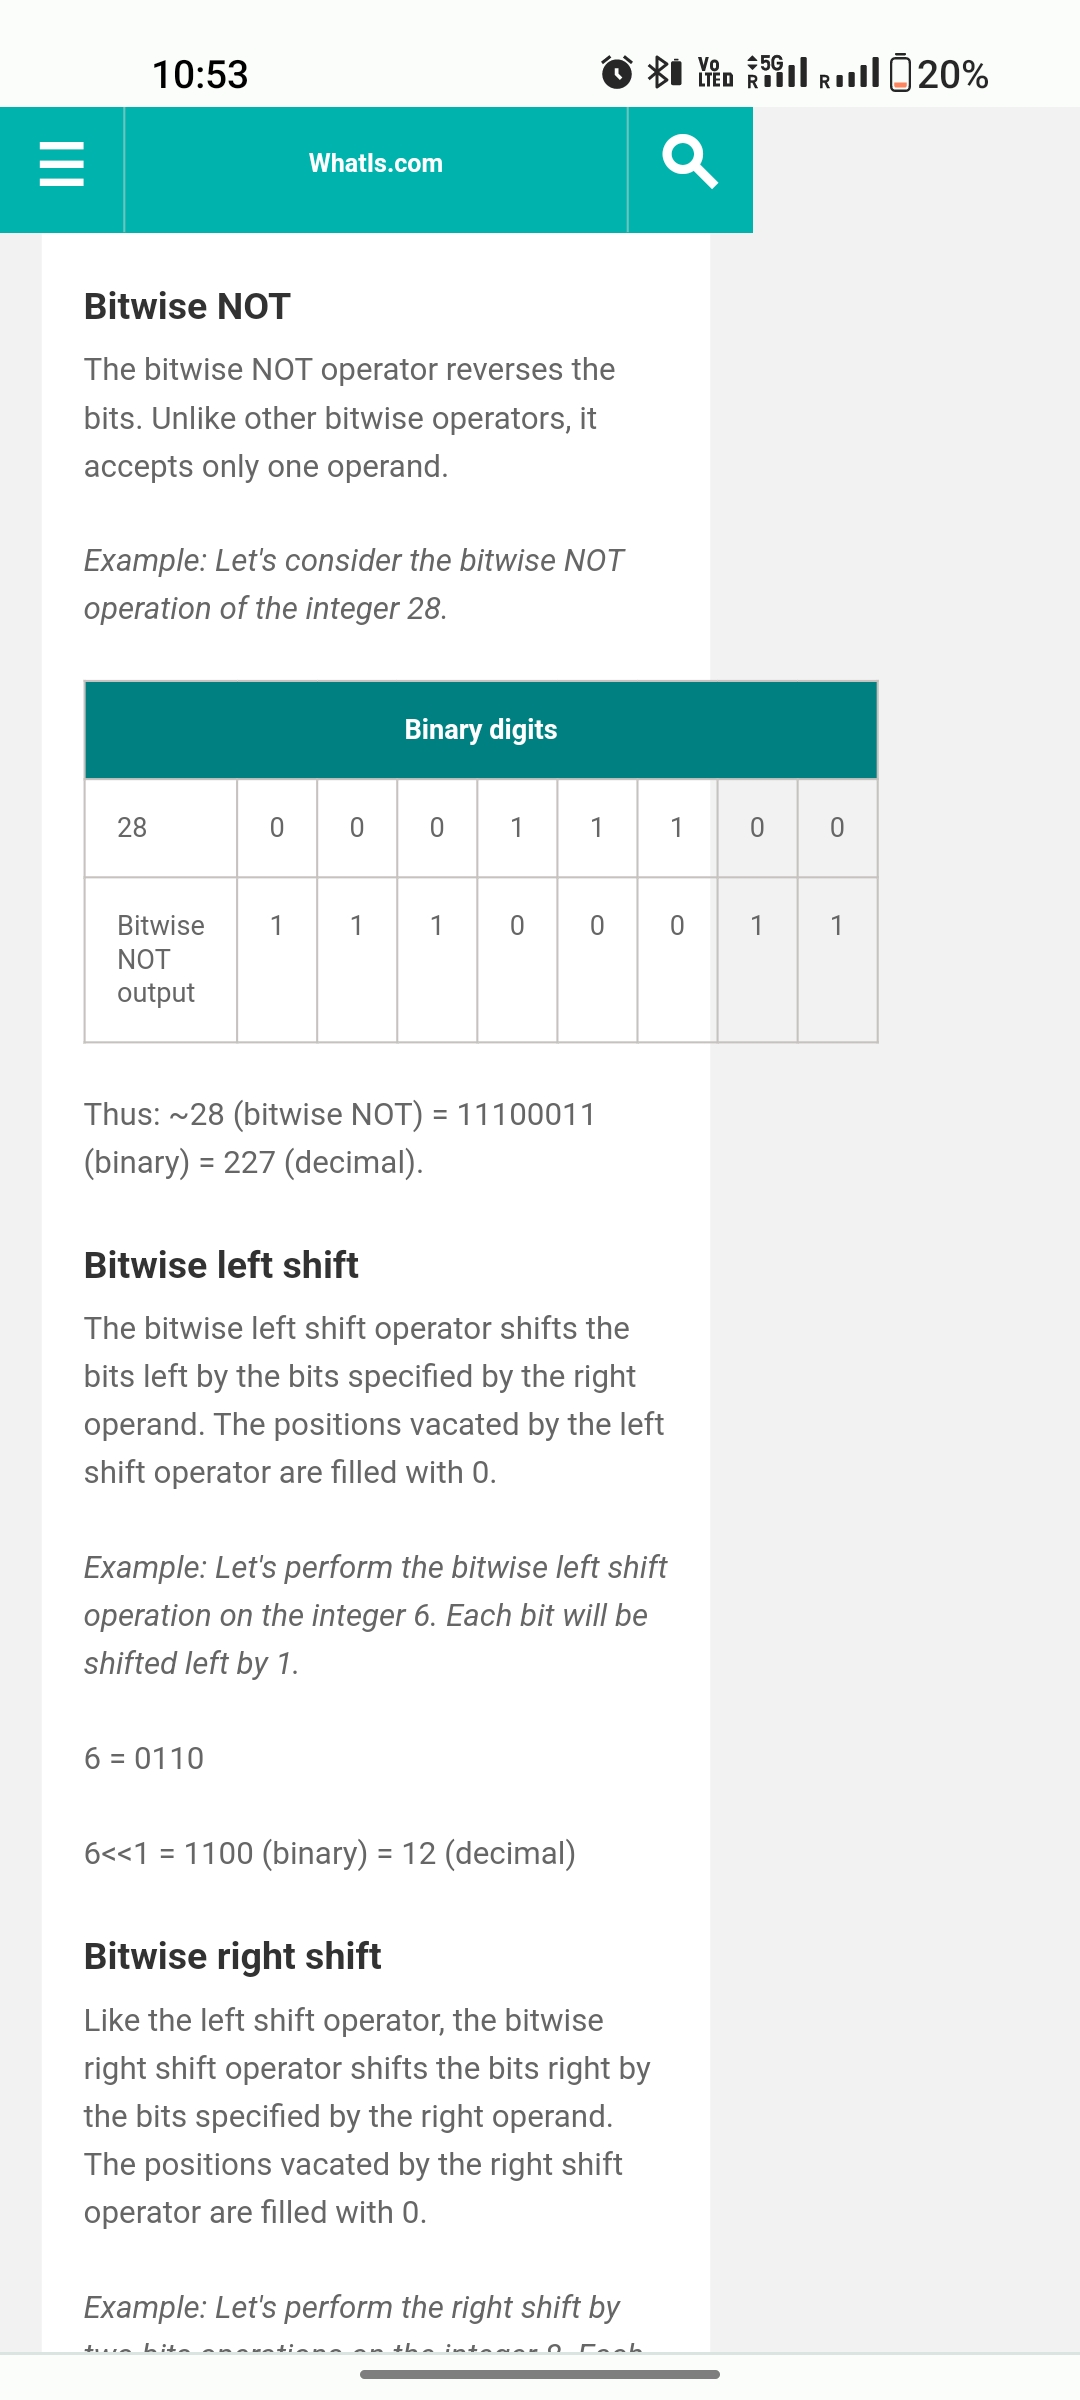 10:53
Vo LTE D 5G R R 20%
WhatIs.com
Bitwise NOT
The bitwise NOT operator reverses the
bits. Unlike other bitwise operators, it
accepts only one operand.
Example: Let's consider the bitwise NOT
operation of the integer 28.
Binary digits
28 0 0 0 1 1 1 0 0
Bitwise 1 1 1 0 0 0 1 1
NOT
output
Thus: ~28 (bitwise NOT) = 11100011
(binary) = 227 (decimal).
Bitwise left shift
The bitwise left shift operator shifts the
bits left by the bits specified by the right
operand. The positions vacated by the left
shift operator are filled with 0.
Example: Let's perform the bitwise left shift
operation on the integer 6. Each bit will be
shifted left by 1.
6 = 0110
6<<1 = 1100 (binary) = 12 (decimal)
Bitwise right shift
Like the left shift operator, the bitwise
right shift operator shifts the bits right by
the bits specified by the right operand.
The positions vacated by the right shift
operator are filled with 0.
Example: Let's perform the right shift by
two bits operations on the integer 8. Each